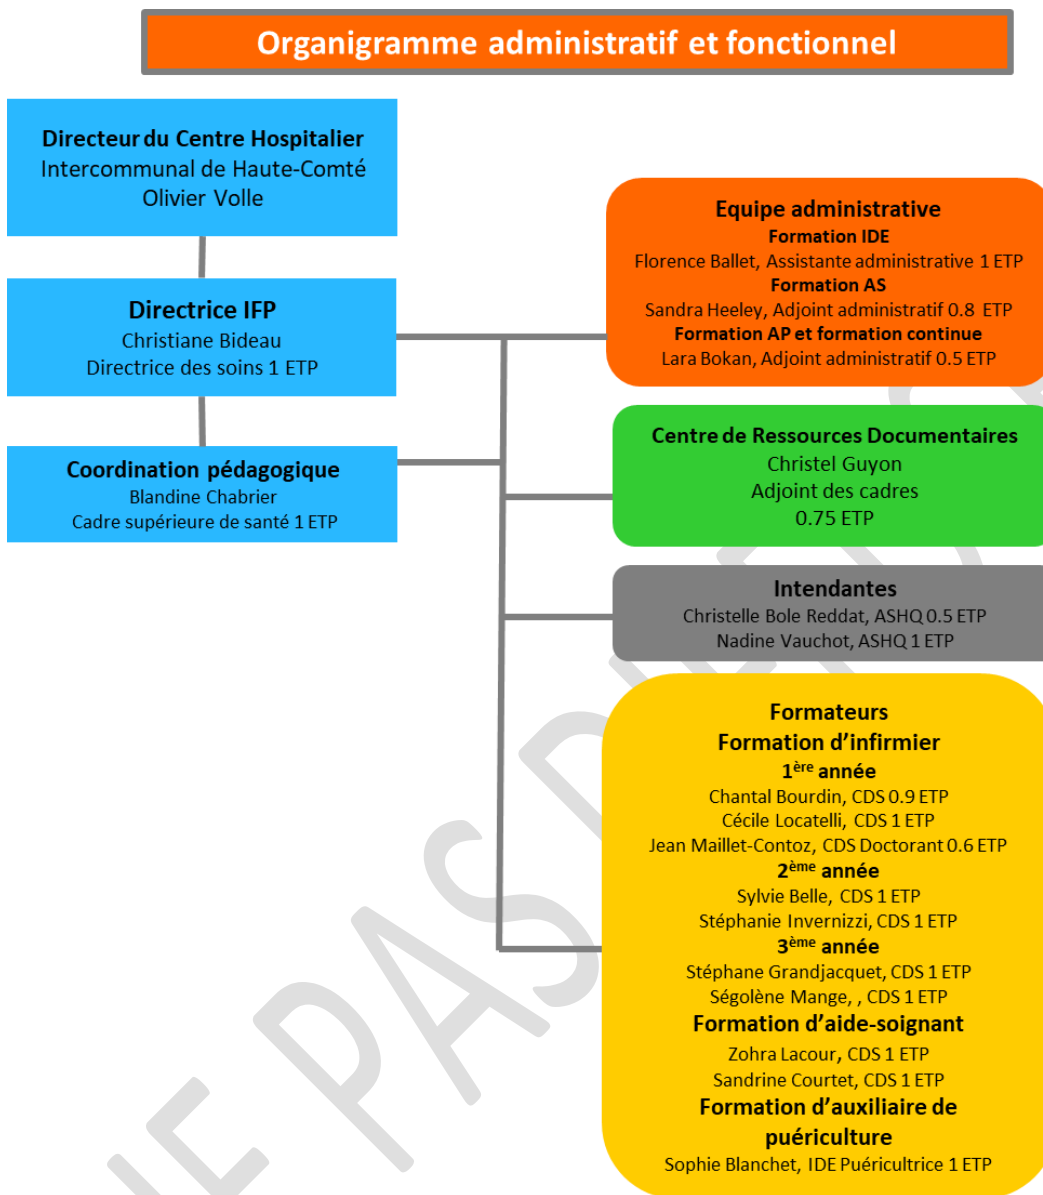 Organigramme administratif et fonctionnel
Directeur du Centre Hospitalier
Intercommunal de Haute-Comté
Olivier Volle
Directrice IFP
Christiane Bideau
Directrice des soins 1 ETP
Coordination pédagogique
Blandine Chabrier
Cadre supérieure de santé 1 ETP
Equipe administrative
Formation IDE
Florence Ballet, Assistante administrative 1 ETP
Formation AS
Sandra Heeley, Adjoint administratif 0.8 ETP
Formation AP et formation continue
Lara Bokan, Adjoint administratif 0.5 ETP
Centre de Ressources Documentaires
Christel Guyon
Adjoint des cadres
0.75 ETP
Intendantes
Christelle Bole Reddat, ASHQ 0.5 ETP
Nadine Vauchot, ASHQ 1 ETP
Formateurs
Formation d'infirmier
1ère année
Chantal Bourdin, CDS 0.9 ETP
Cécile Locatelli, CDS 1 ETP
Jean Maillet-Contoz, CDS Doctorant 0.6 ETP
2ème année
Sylvie Belle, CDS 1 ETP
Stéphanie Invernizzi, CDS 1 ETP
3ème année
Stéphane Grandjacquet, CDS 1 ETP
Ségolène Mange, , CDS 1 ETP
Formation d'aide-soignant
Zohra Lacour, CDS 1 ETP
Sandrine Courtet, CDS 1 ETP
Formation d'auxiliaire de
puériculture
Sophie Blanchet, IDE Puéricultrice 1 ETP
NE PAS